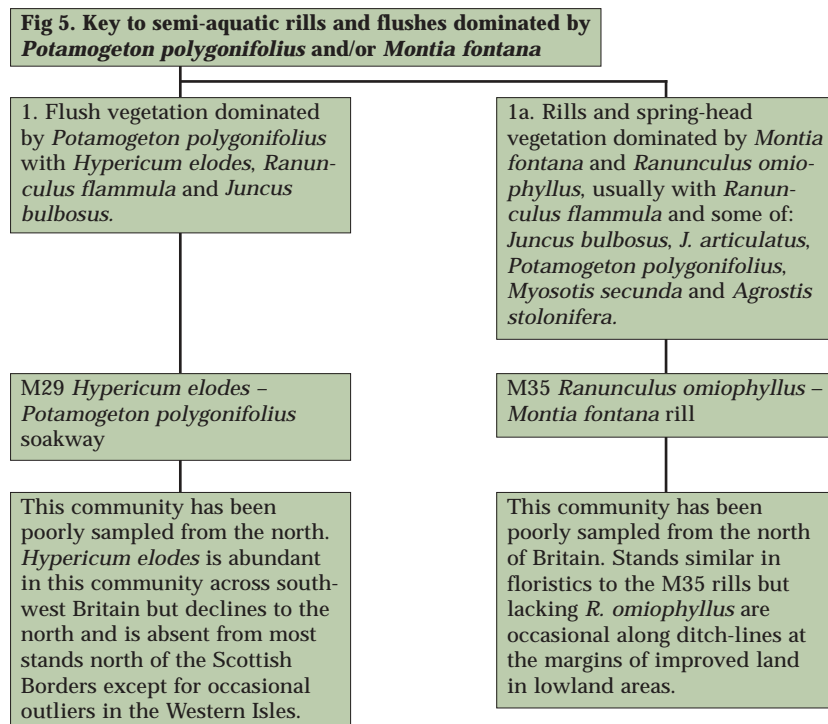 Fig 5. Key to semi-aquatic rills and flushes dominated by
Potamogeton polygonifolius and/or Montia fontana
1. Flush vegetation dominated
by Potamogeton polygonifolius
with Hypericum elodes, Ranun-
culus flammula and Juncus
bulbosus.
1a. Rills and spring-head
vegetation dominated by Montia
fontana and Ranunculus omio-
phyllus, usually with Ranun-
culus flammula and some of:
Juncus bulbosus, J. articulatus,
Potamogeton polygonifolius,
Myosotis secunda and Agrostis
stolonifera.
M29 Hypericum elodes –
Potamogeton polygonifolius
soakway
M35 Ranunculus omiophyllus –
Montia fontana rill
This community has been
poorly sampled from the north.
Hypericum elodes is abundant
in this community across south-
west Britain but declines to the
north and is absent from most
stands north of the Scottish
Borders except for occasional
outliers in the Western Isles.
This community has been
poorly sampled from the north
of Britain. Stands similar in
floristics to the M35 rills but
lacking R. omiophyllus are
occasional along ditch-lines at
the margins of improved land
in lowland areas.